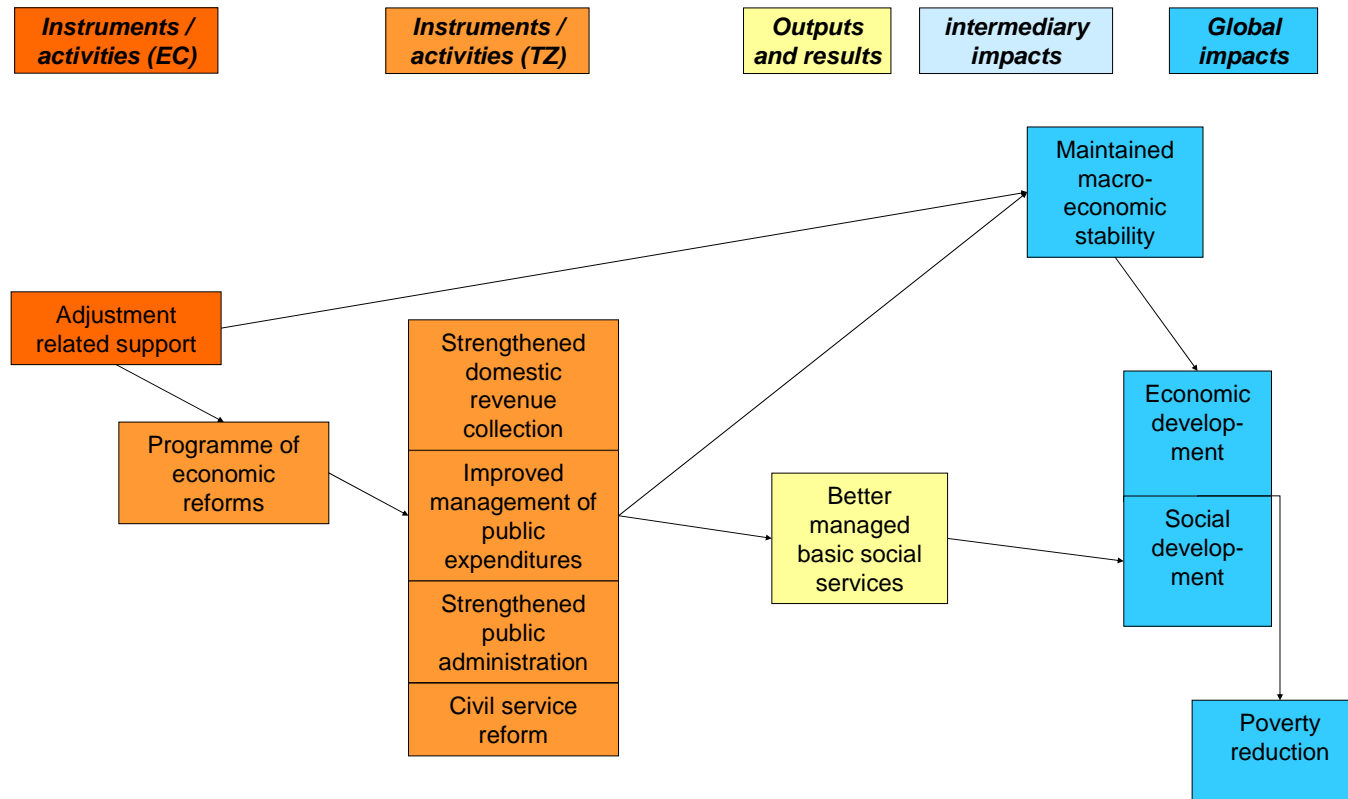 Instruments /
activities (EC)
Instruments /
activities (TZ)
Outputs
and results
intermediary
impacts
Global
impacts
Maintained
macro-
economic
stability
Adjustment
related support
Programme of
economic
reforms
Strengthened
domestic
revenue
collection
Improved
management of
public
expenditures
Strengthened
public
administration
Civil service
reform
Better
managed
basic social
services
Economic
develop-
ment
Social
develop-
ment
Poverty
reduction